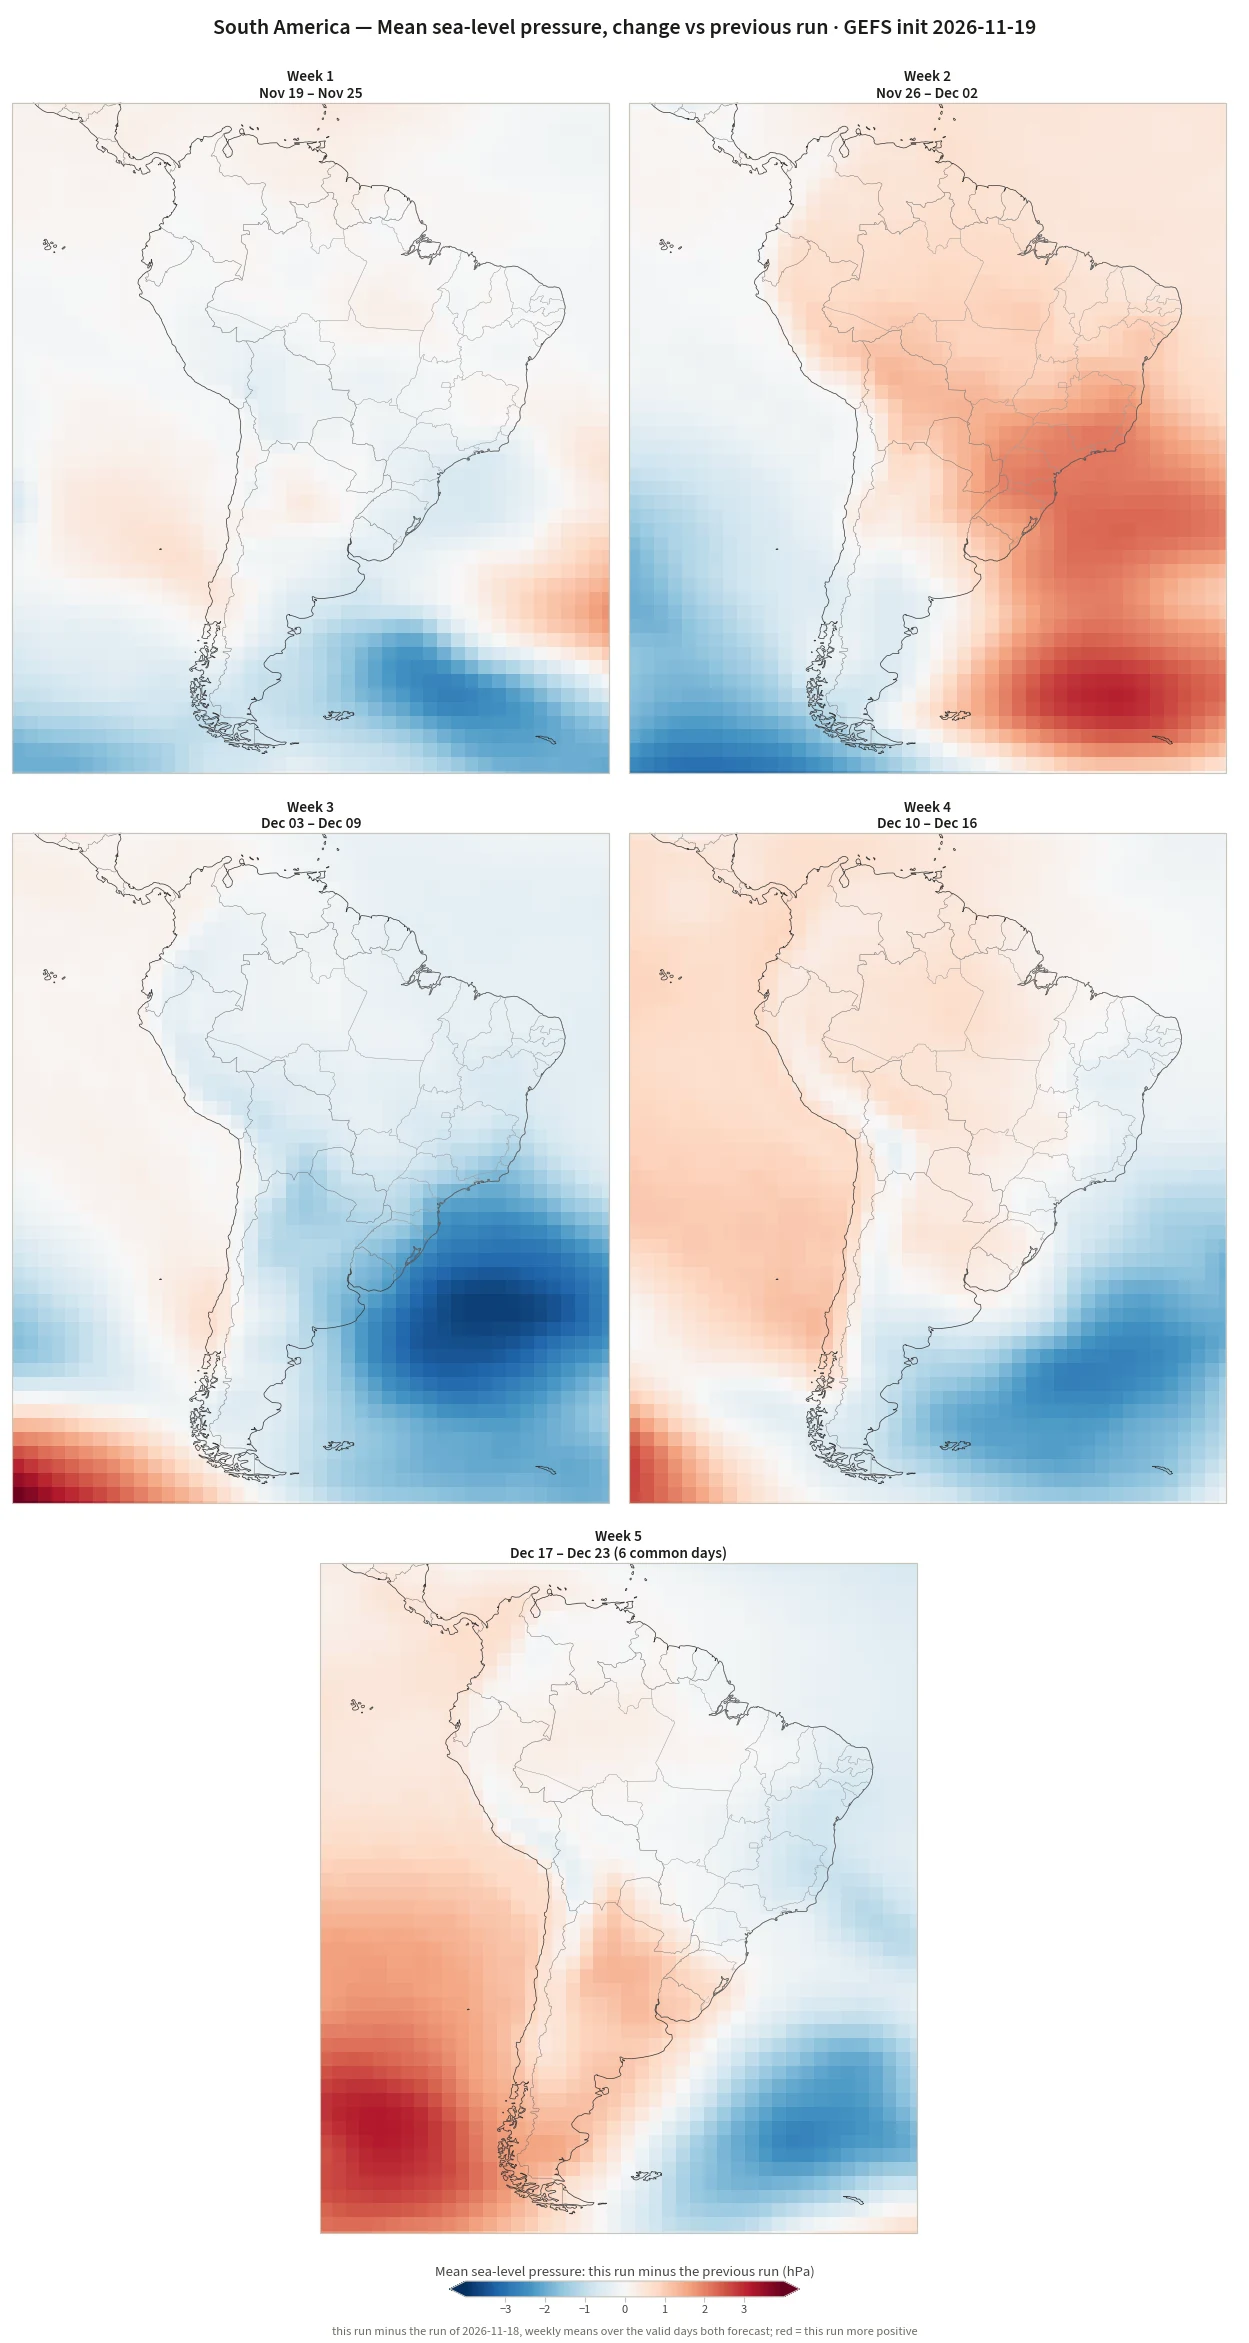 South America — Mean sea-level pressure, change vs previous run · GEFS init 2026-11-19
Week 1
Nov 19 – Nov 25
Week 2
Nov 26 – Dec 02
Week 3
Dec 03 – Dec 09
Week 4
Dec 10 – Dec 16
Week 5
Dec 17 – Dec 23 (6 common days)
Mean sea-level pressure: this run minus the previous run (hPa)
−3 −2 −1 0 1 2 3
this run minus the run of 2026-11-18, weekly means over the valid days both forecast; red = this run more positive